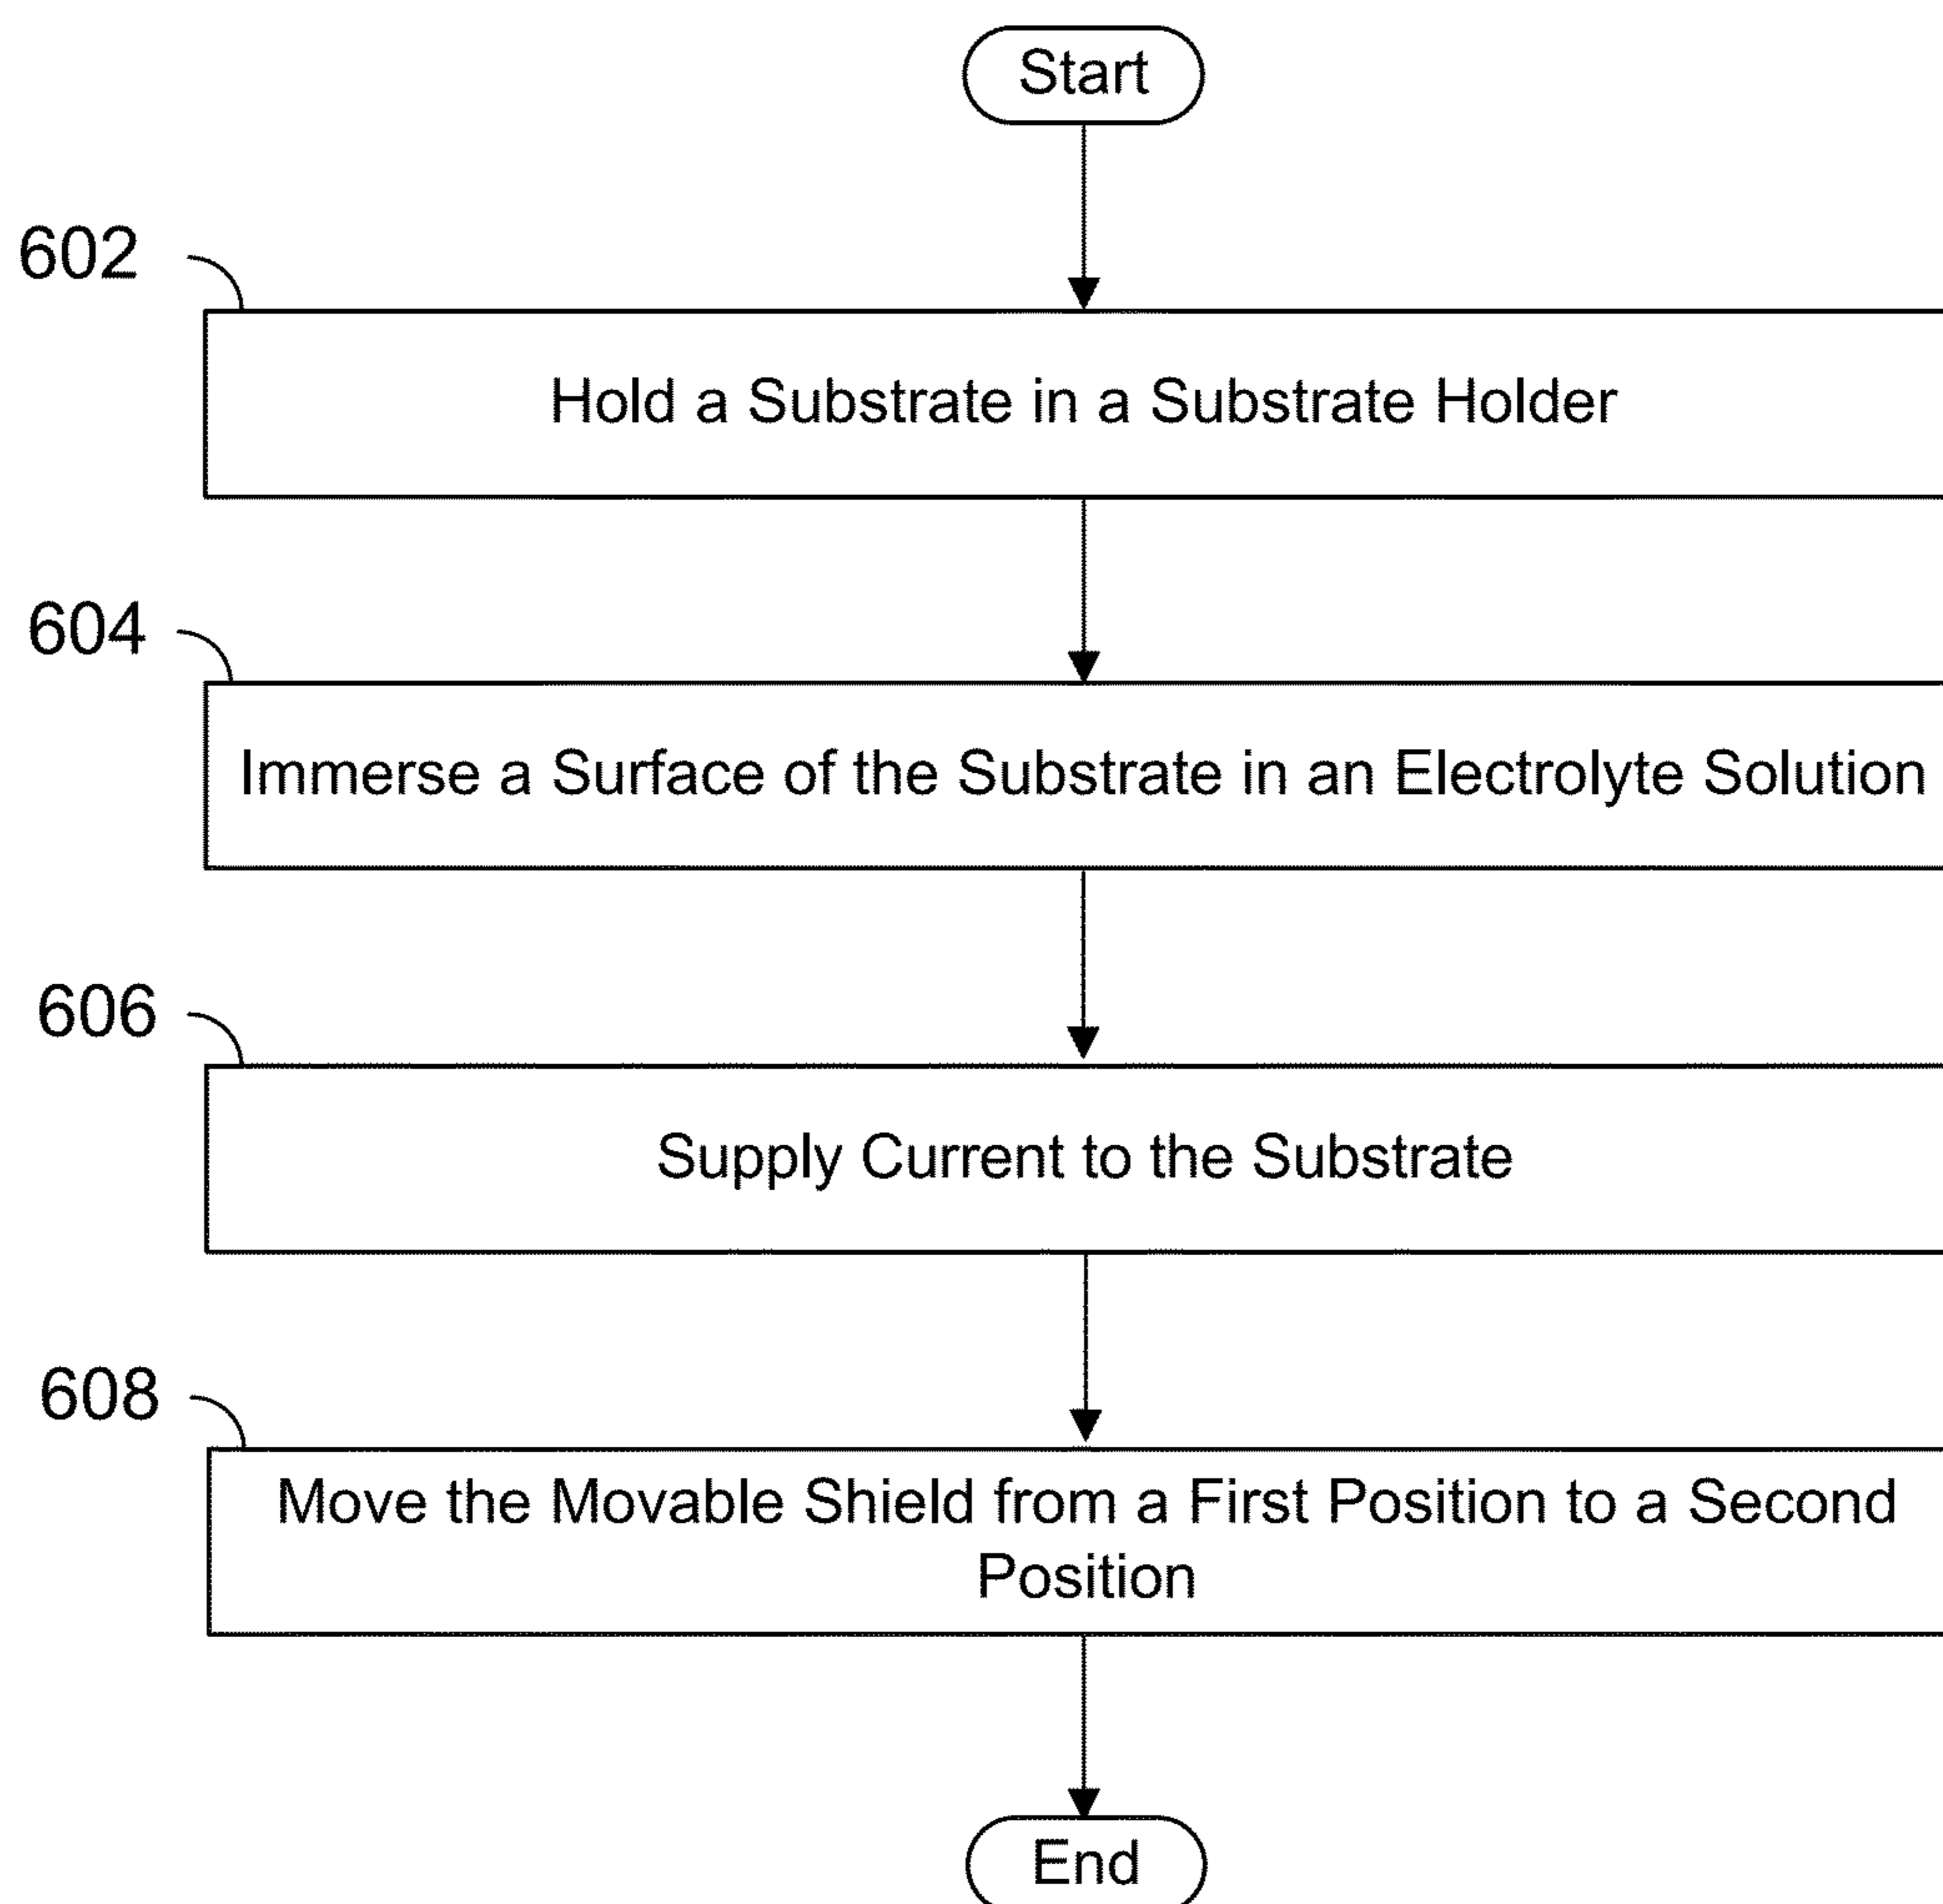 Start
602
Hold a Substrate in a Substrate Holder
604
Immerse a Surface of the Substrate in an Electrolyte Solution
606
Supply Current to the Substrate
608
Move the Movable Shield from a First Position to a Second
Position
End